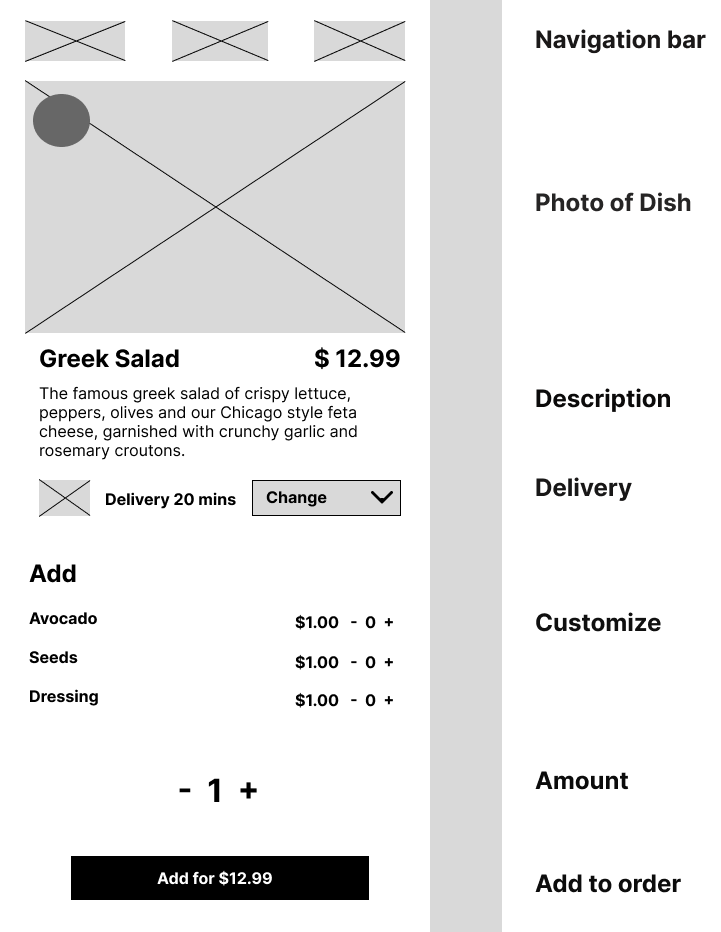 Navigation bar
Photo of Dish
Greek Salad $ 12.99
The famous greek salad of crispy lettuce,
peppers, olives and our Chicago style feta
cheese, garnished with crunchy garlic and
rosemary croutons.
Description
Delivery 20 mins Change
Delivery
Add
Avocado $1.00 - 0 +
Seeds $1.00 - 0 +
Dressing $1.00 - 0 +
Customize
- 1 +
Amount
Add for $12.99
Add to order